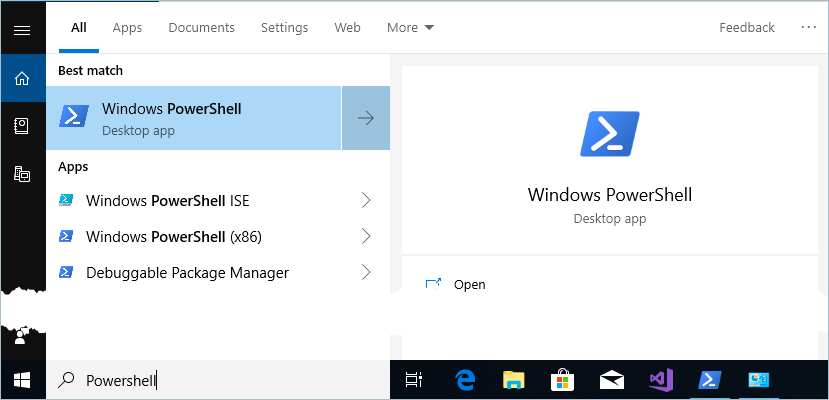 All Apps Documents Settings Web More Feedback ...
Best match
Windows PowerShell
Desktop app
Apps
Windows PowerShell ISE
Windows PowerShell (x86)
Debuggable Package Manager
Windows PowerShell
Desktop app
Open
Powershell